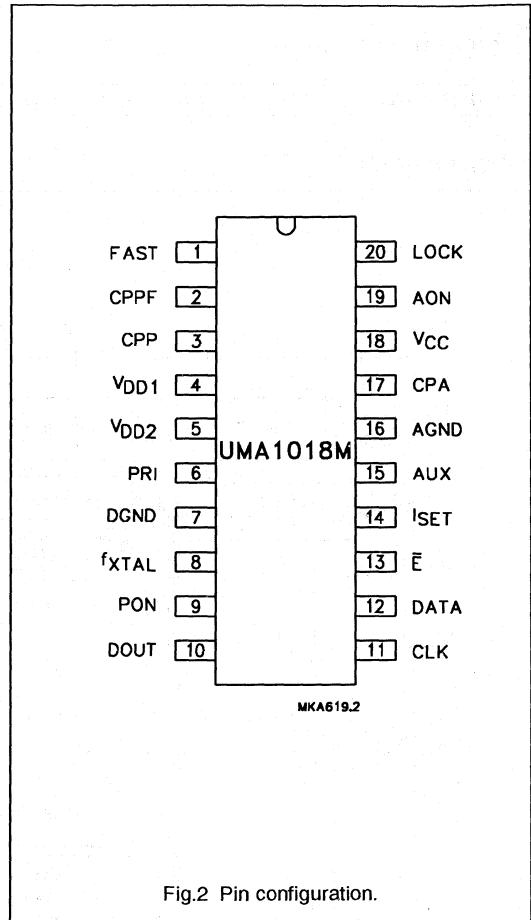 FAST 1 20 LOCK
CPPF 2 19 AON
CPP 3 18 VCC
VDD1 4 17 CPA
VDD2 5 16 AGND
UMA1018M
PRI 6 15 AUX
DGND 7 14 ISET
fXTAL 8 13 E̅
PON 9 12 DATA
DOUT 10 11 CLK
MKA619.2
Fig.2 Pin configuration.